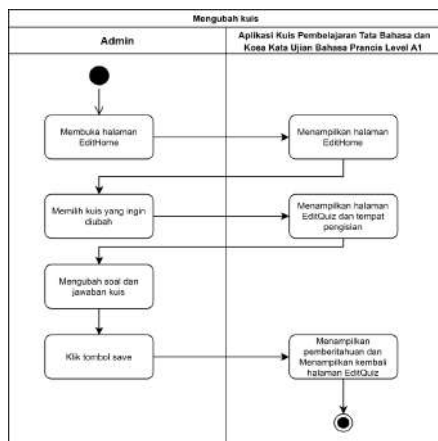 Mengubah kuis
Admin
Aplikasi Kuis Pembelajaran Tata Bahasa dan
Kosa Kata Ujian Bahasa Prancis Level A1
Membuka halaman
EditHome
Menampilkan halaman
EditHome
Memilih kuis yang ingin
diubah
Menampilkan halaman
EditQuiz dan tempat
pengisian
Mengubah soal dan
jawaban kuis
Klik tombol save
Menampilkan
pemberitahuan dan
Menampilkan kembali
halaman EditQuiz